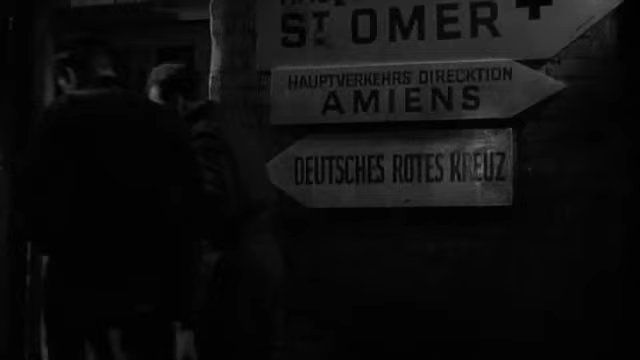 ST OMER
HAUPTVERKEHRS DIRECKTION
AMIENS
DEUTSCHES ROTES KREUZ